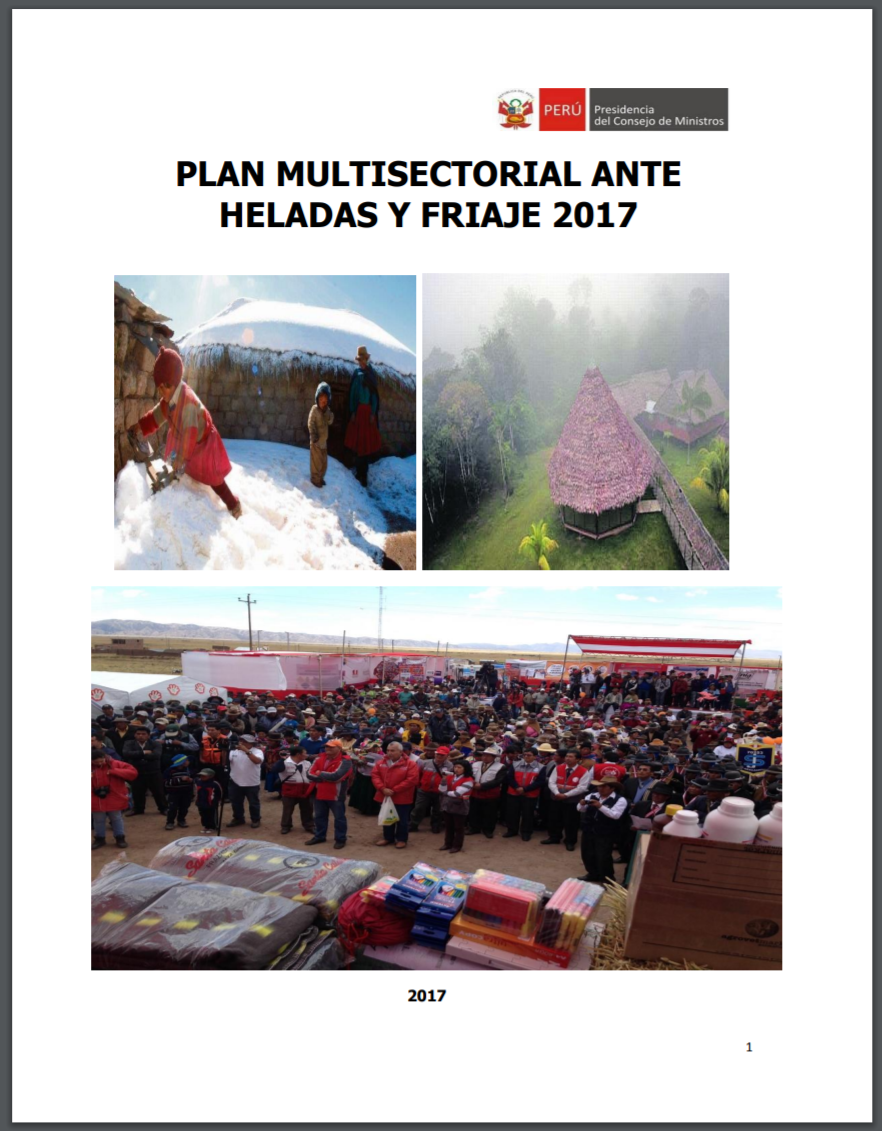 PERÚ
Presidencia
del Consejo de Ministros
PLAN MULTISECTORIAL ANTE
HELADAS Y FRIAJE 2017
2017
1